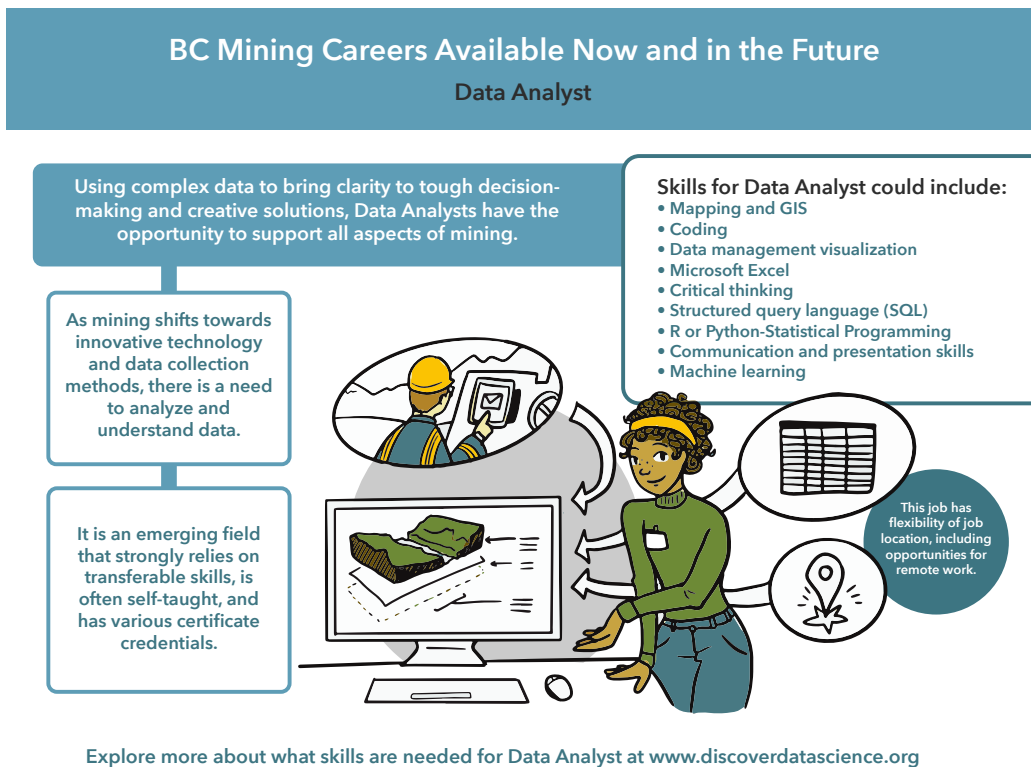 BC Mining Careers Available Now and in the Future
Data Analyst
Using complex data to bring clarity to tough decision-
making and creative solutions, Data Analysts have the
opportunity to support all aspects of mining.
Skills for Data Analyst could include:
• Mapping and GIS
• Coding
• Data management visualization
• Microsoft Excel
• Critical thinking
• Structured query language (SQL)
• R or Python-Statistical Programming
• Communication and presentation skills
• Machine learning
As mining shifts towards
innovative technology
and data collection
methods, there is a need
to analyze and
understand data.
It is an emerging field
that strongly relies on
transferable skills, is
often self-taught, and
has various certificate
credentials.
This job has
flexibility of job
location, including
opportunities for
remote work.
Explore more about what skills are needed for Data Analyst at www.discoverdatascience.org